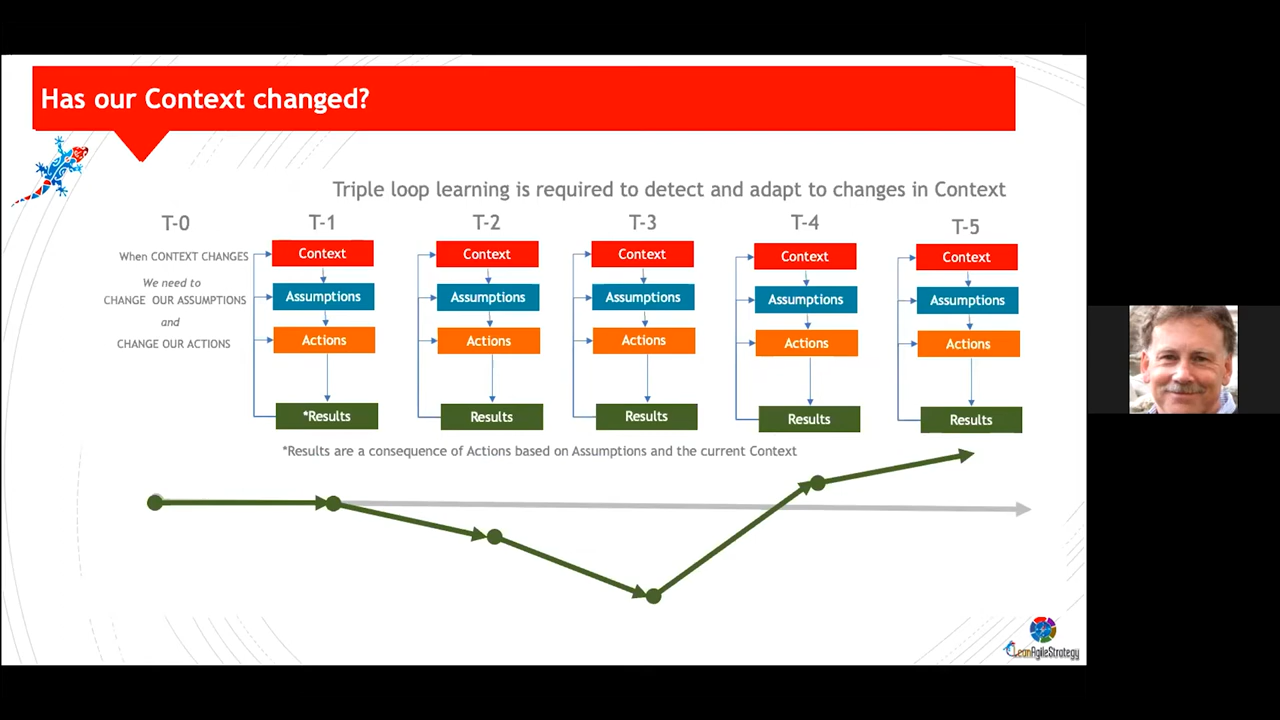 Has our Context changed?
Triple loop learning is required to detect and adapt to changes in Context
T-0
T-1
T-2
T-3
T-4
T-5
When CONTEXT CHANGES
We need to
CHANGE OUR ASSUMPTIONS
and
CHANGE OUR ACTIONS
Context
Assumptions
Actions
*Results
Context
Assumptions
Actions
Results
Context
Assumptions
Actions
Results
Context
Assumptions
Actions
Results
Context
Assumptions
Actions
Results
*Results are a consequence of Actions based on Assumptions and the current Context
LeanAgileStrategy